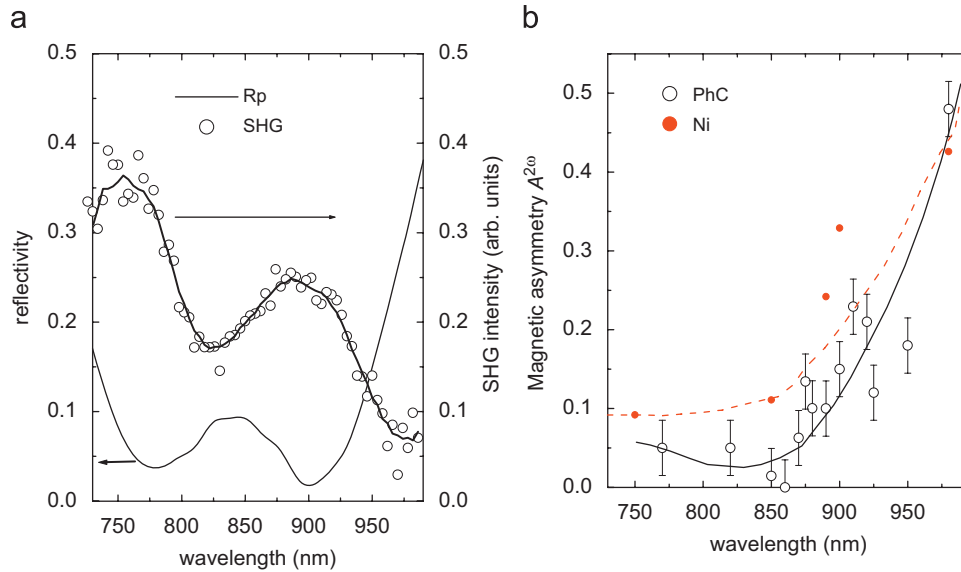 a
b
0.5
0.4
0.3
0.2
0.1
0.0
reflectivity
Rp
SHG
0.5
0.4
0.3
0.2
0.1
0.0
SHG intensity (arb. units)
750 800 850 900 950
wavelength (nm)
Magnetic asymmetry A²ω
0.5
0.4
0.3
0.2
0.1
0.0
PhC
Ni
750 800 850 900 950
wavelength (nm)